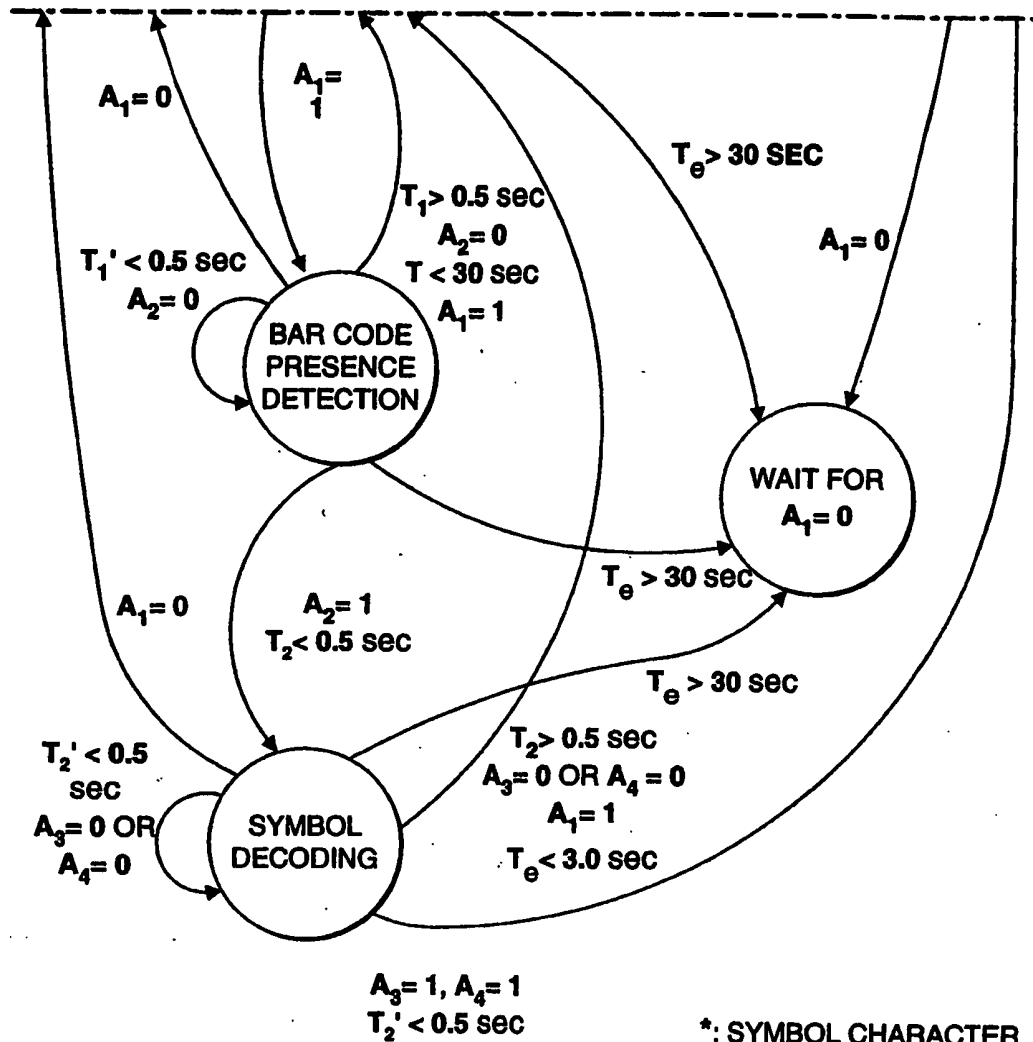 A₁= 0
A₁=
1
Tₑ> 30 SEC
T₁> 0.5 sec
A₂= 0
T < 30 sec
A₁= 1
A₁= 0
T₁' < 0.5 sec
A₂= 0
BAR CODE
PRESENCE
DETECTION
WAIT FOR
A₁= 0
Tₑ > 30 sec
A₁= 0
A₂= 1
T₂< 0.5 sec
Tₑ > 30 sec
T₂' < 0.5
sec
A₃= 0 OR
A₄= 0
SYMBOL
DECODING
T₂> 0.5 sec
A₃= 0 OR A₄ = 0
A₁= 1
Tₑ< 3.0 sec
A₃= 1, A₄= 1
T₂' < 0.5 sec
*: SYMBOL CHARACTER